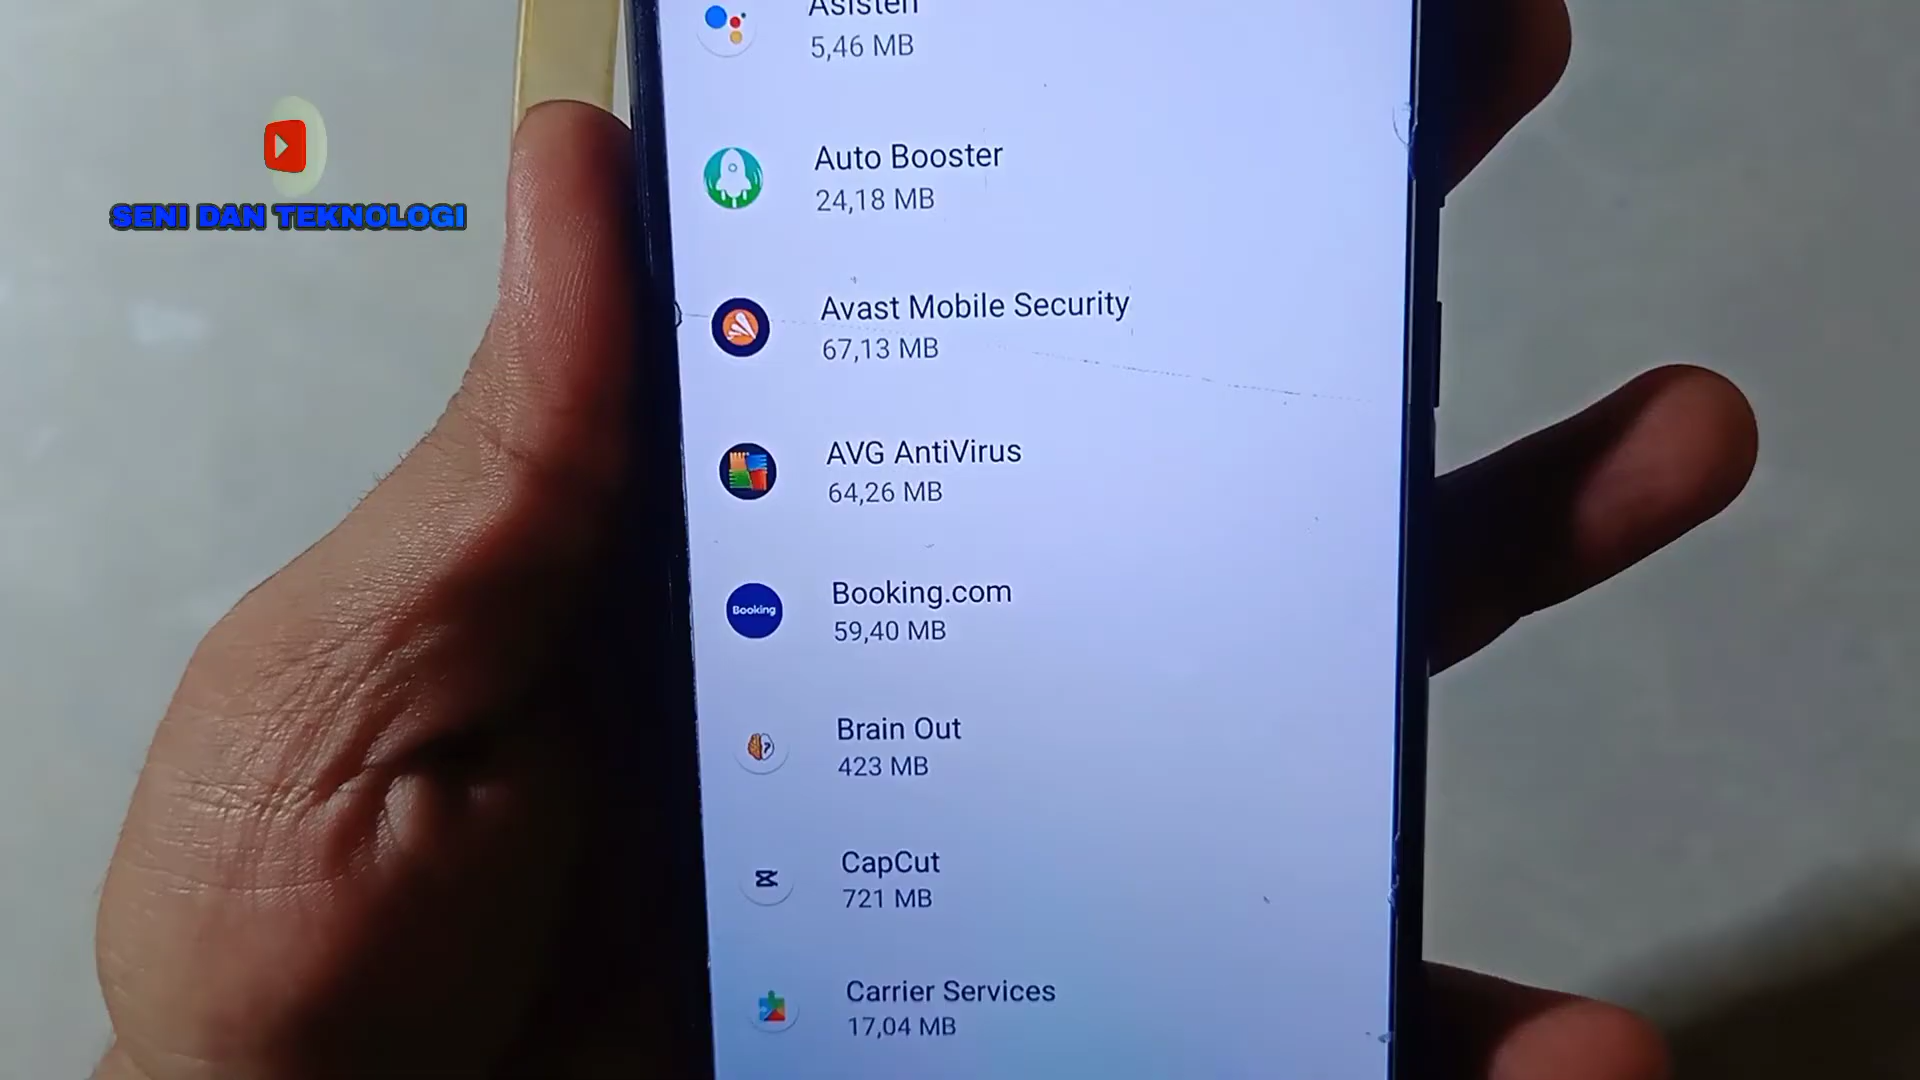 Asisten
5,46 MB
SENI DAN TEKNOLOGI
Auto Booster
24,18 MB
Avast Mobile Security
67,13 MB
AVG AntiVirus
64,26 MB
Booking
Booking.com
59,40 MB
Brain Out
423 MB
CapCut
721 MB
Carrier Services
17,04 MB